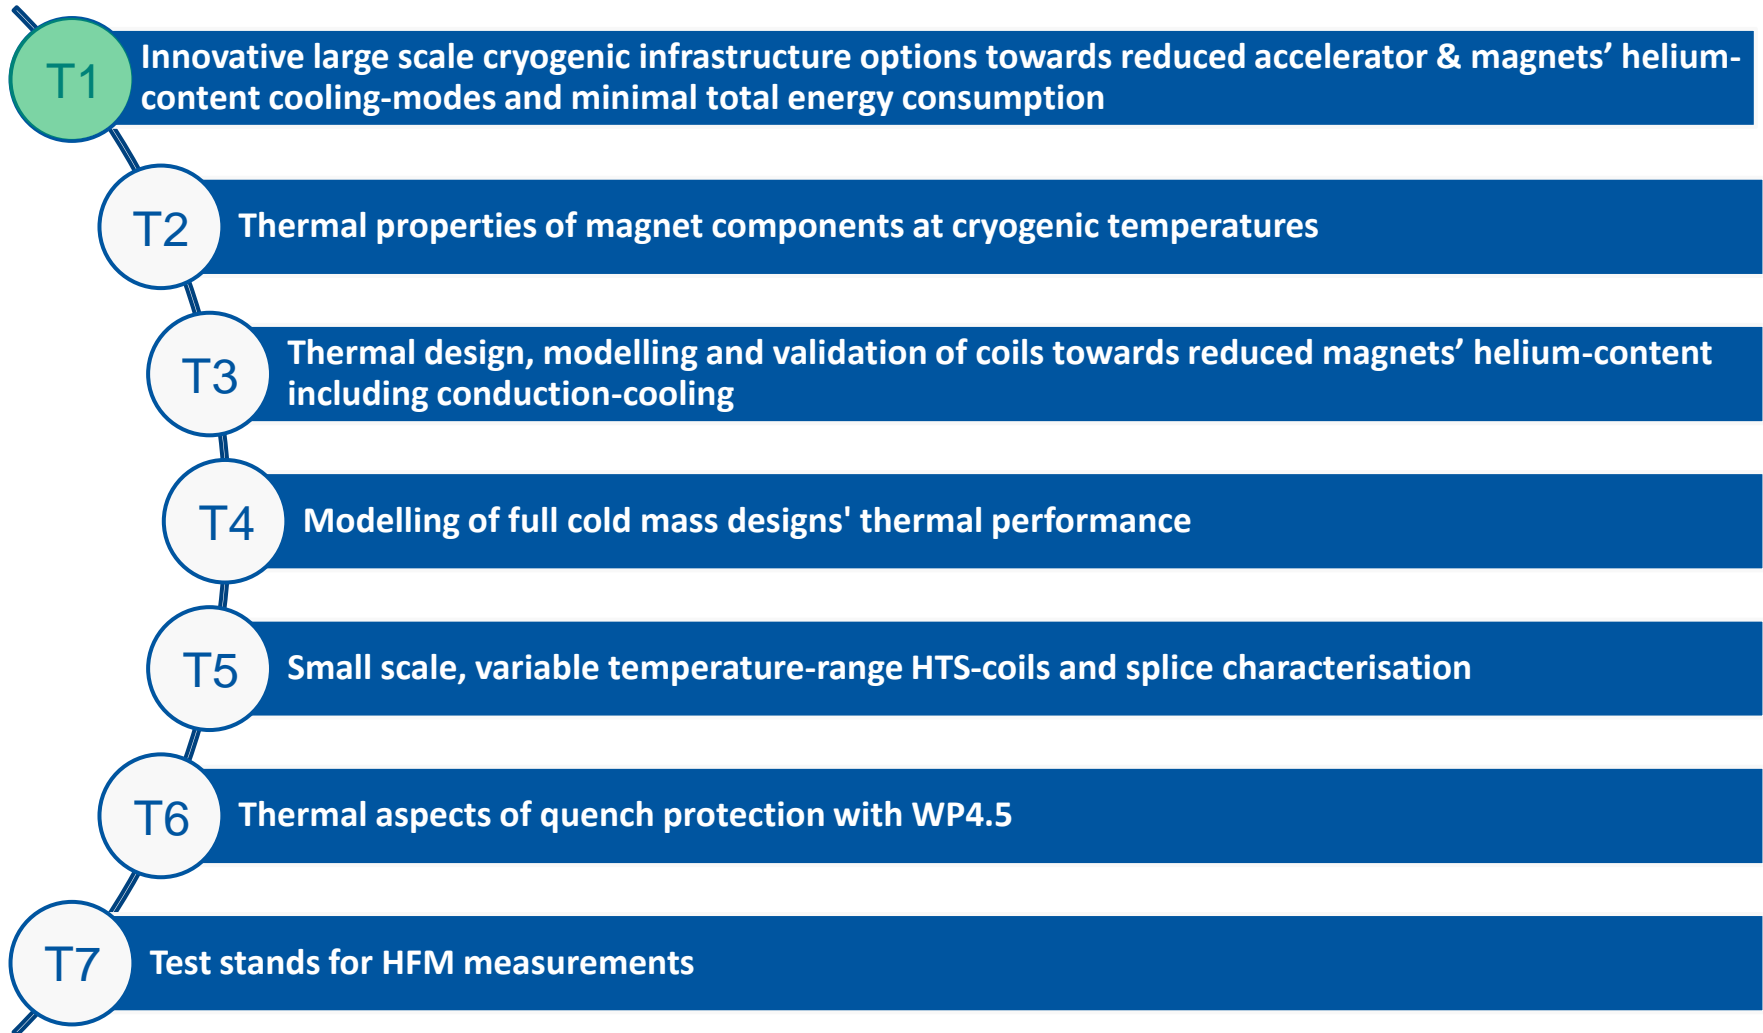 T1
Innovative large scale cryogenic infrastructure options towards reduced accelerator & magnets’ helium-
content cooling-modes and minimal total energy consumption
T2
Thermal properties of magnet components at cryogenic temperatures
T3
Thermal design, modelling and validation of coils towards reduced magnets’ helium-content
including conduction-cooling
T4
Modelling of full cold mass designs' thermal performance
T5
Small scale, variable temperature-range HTS-coils and splice characterisation
T6
Thermal aspects of quench protection with WP4.5
T7
Test stands for HFM measurements